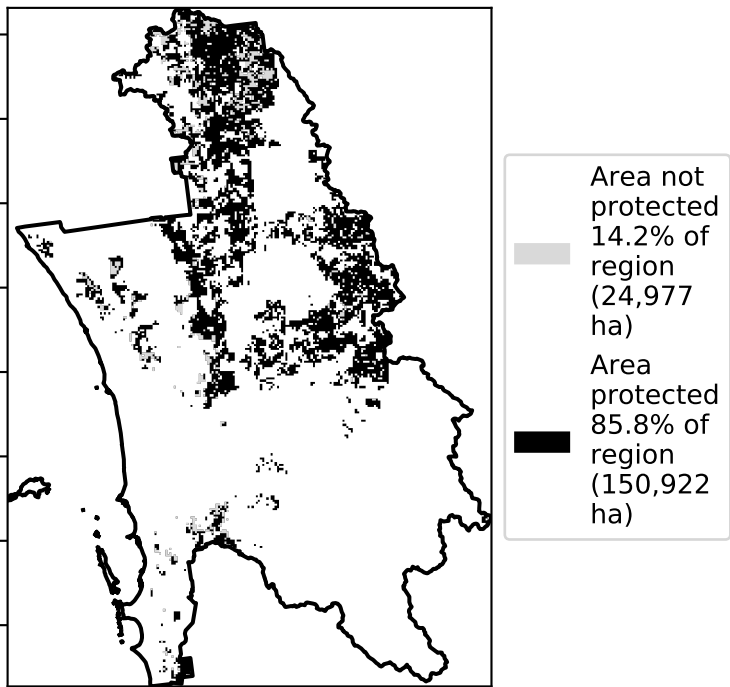 Area not
protected
14.2% of
region
(24,977
ha)
Area
protected
85.8% of
region
(150,922
ha)